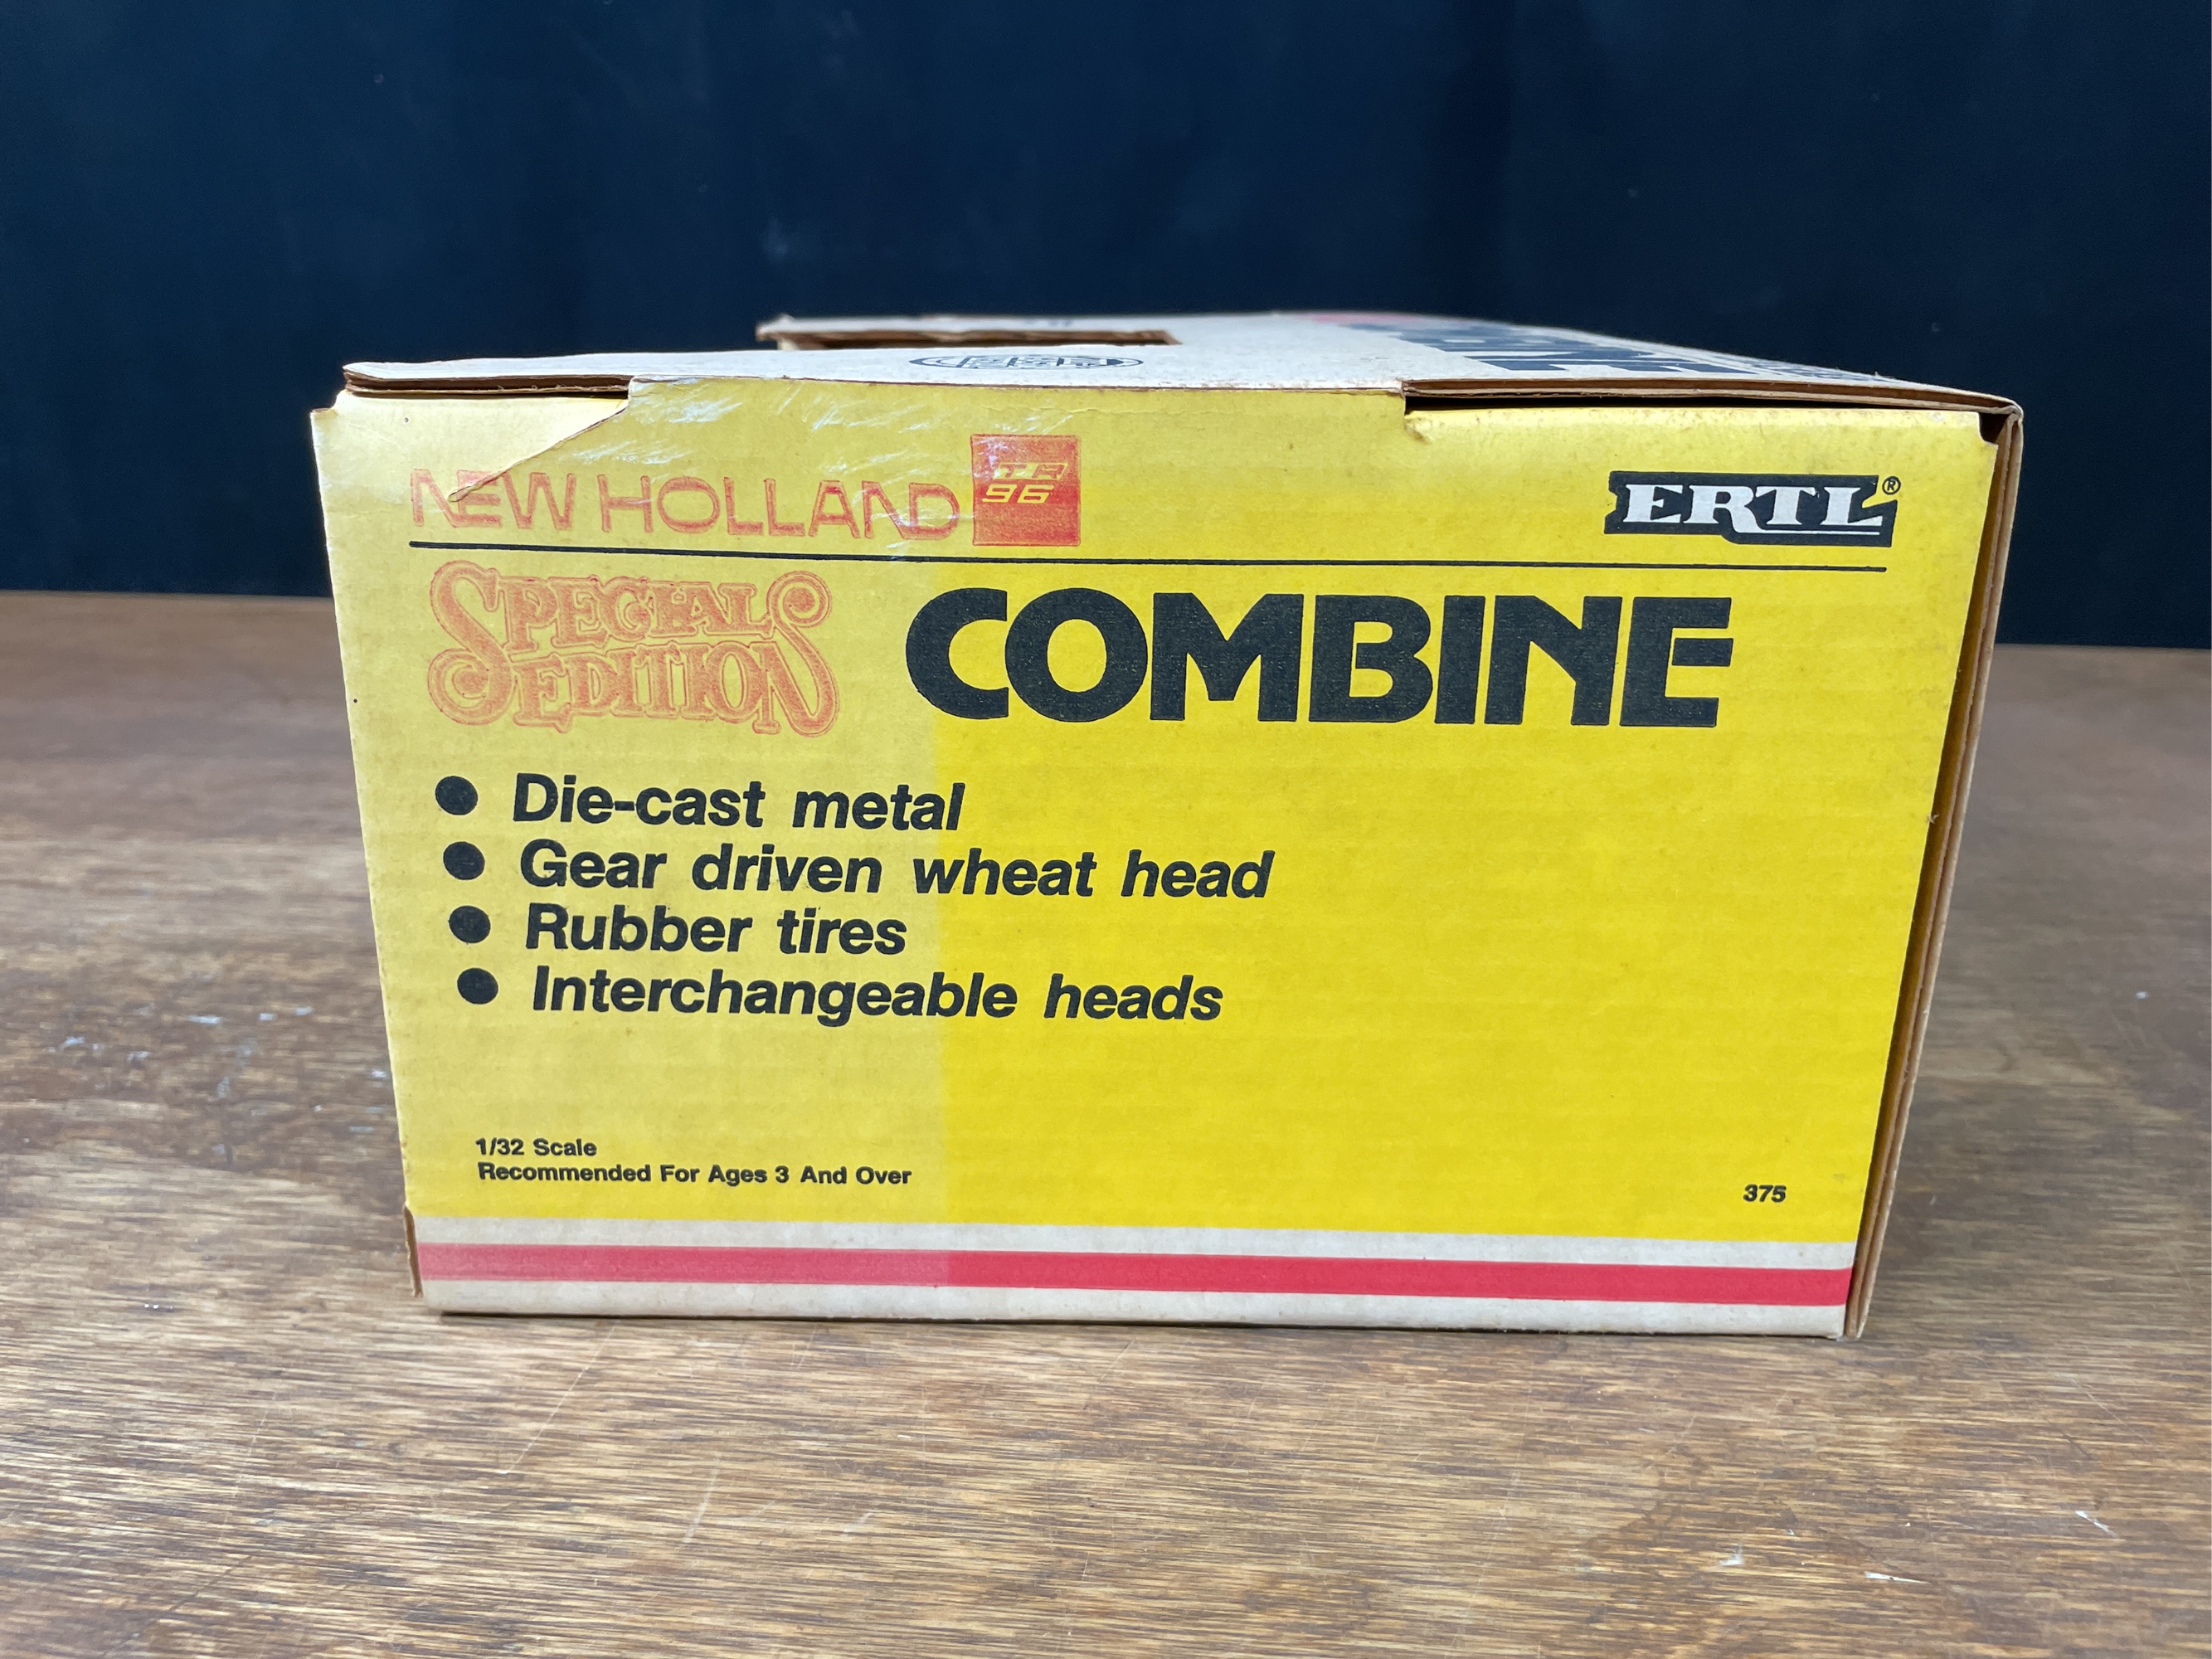 NEW HOLLAND TR 96
ERTL®
SPECIAL EDITION
COMBINE
● Die-cast metal
● Gear driven wheat head
● Rubber tires
● Interchangeable heads
1/32 Scale
Recommended For Ages 3 And Over
375